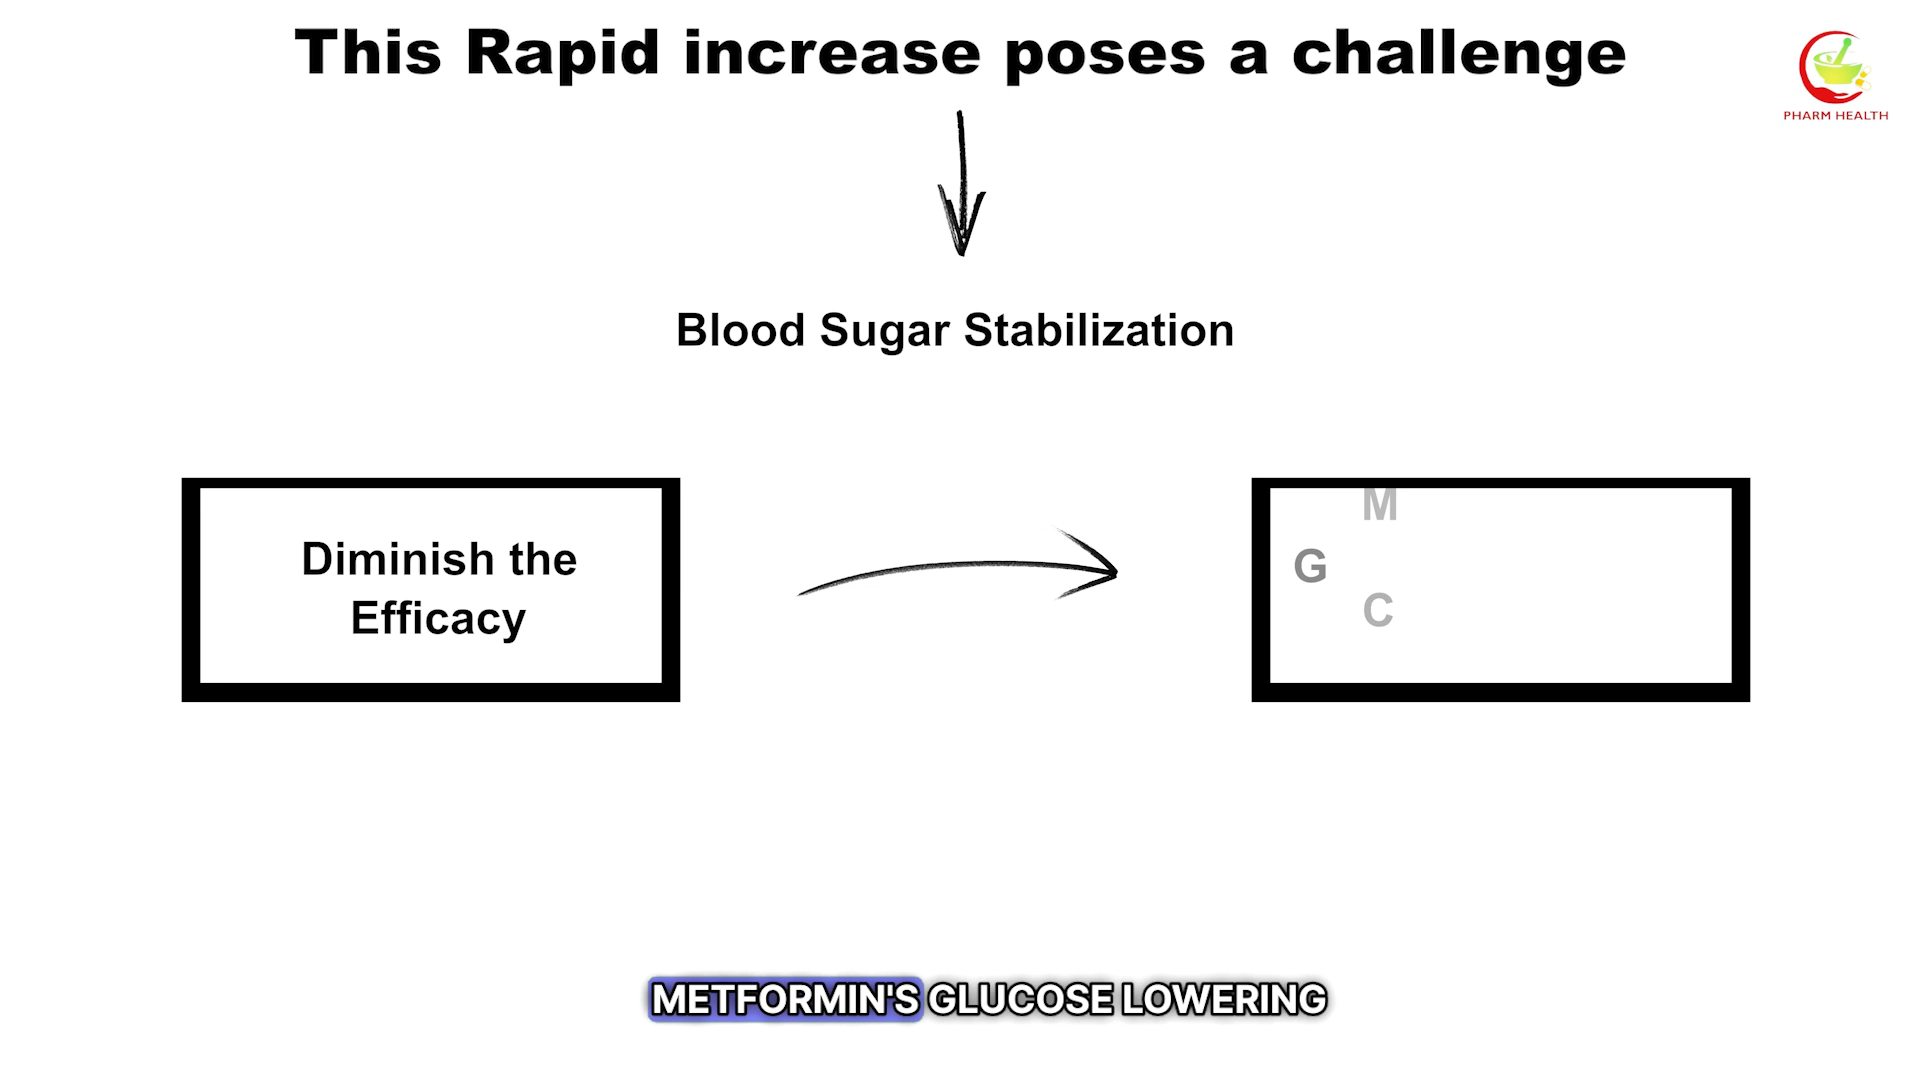 This Rapid increase poses a challenge
PHARM HEALTH
Blood Sugar Stabilization
Diminish the
Efficacy
M
G
C
METFORMIN'S GLUCOSE LOWERING